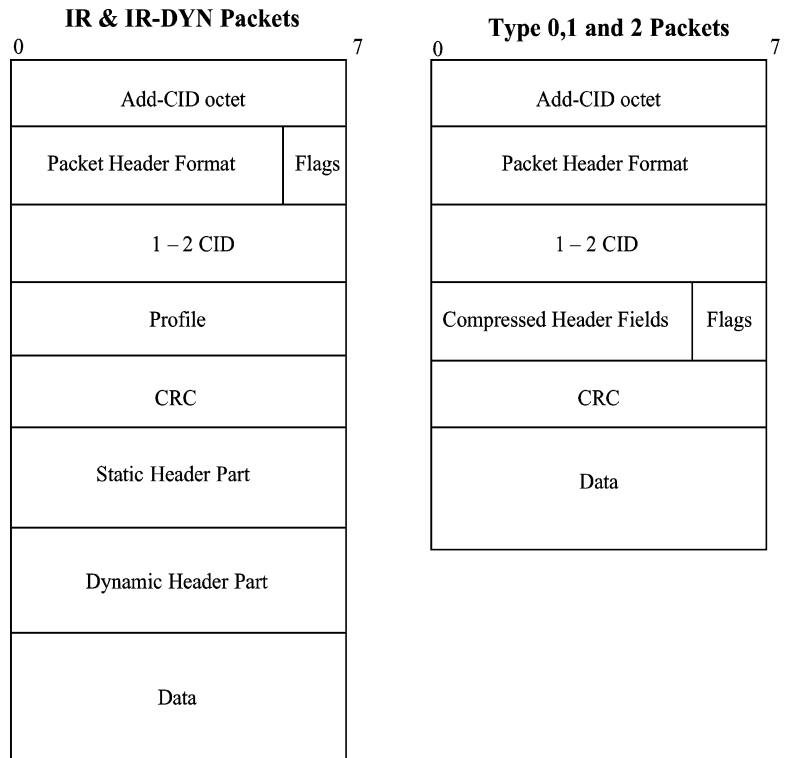 IR & IR-DYN Packets
0 7
Add-CID octet
Packet Header Format Flags
1 – 2 CID
Profile
CRC
Static Header Part
Dynamic Header Part
Data
Type 0,1 and 2 Packets
0 7
Add-CID octet
Packet Header Format
1 – 2 CID
Compressed Header Fields Flags
CRC
Data